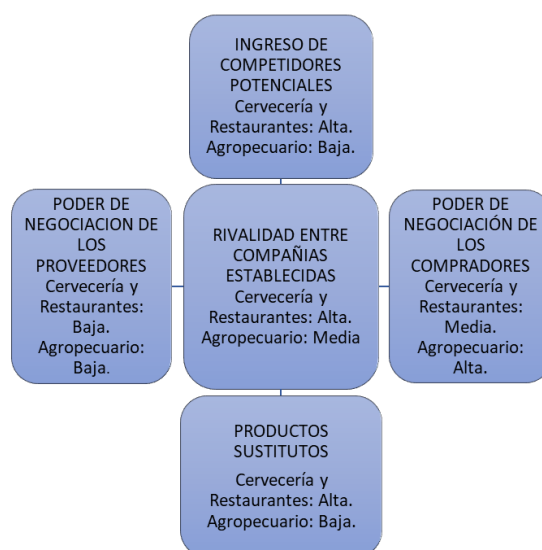 INGRESO DE
COMPETIDORES
POTENCIALES
Cervecería y
Restaurantes: Alta.
Agropecuario: Baja.
PODER DE
NEGOCIACION DE
LOS
PROVEEDORES
Cervecería y
Restaurantes:
Baja.
Agropecuario:
Baja.
RIVALIDAD ENTRE
COMPAÑIAS
ESTABLECIDAS
Cervecería y
Restaurantes: Alta.
Agropecuario: Media
PODER DE
NEGOCIACIÓN DE
LOS
COMPRADORES
Cervecería y
Restaurantes:
Media.
Agropecuario:
Alta.
PRODUCTOS
SUSTITUTOS
Cervecería y
Restaurantes: Alta.
Agropecuario: Baja.